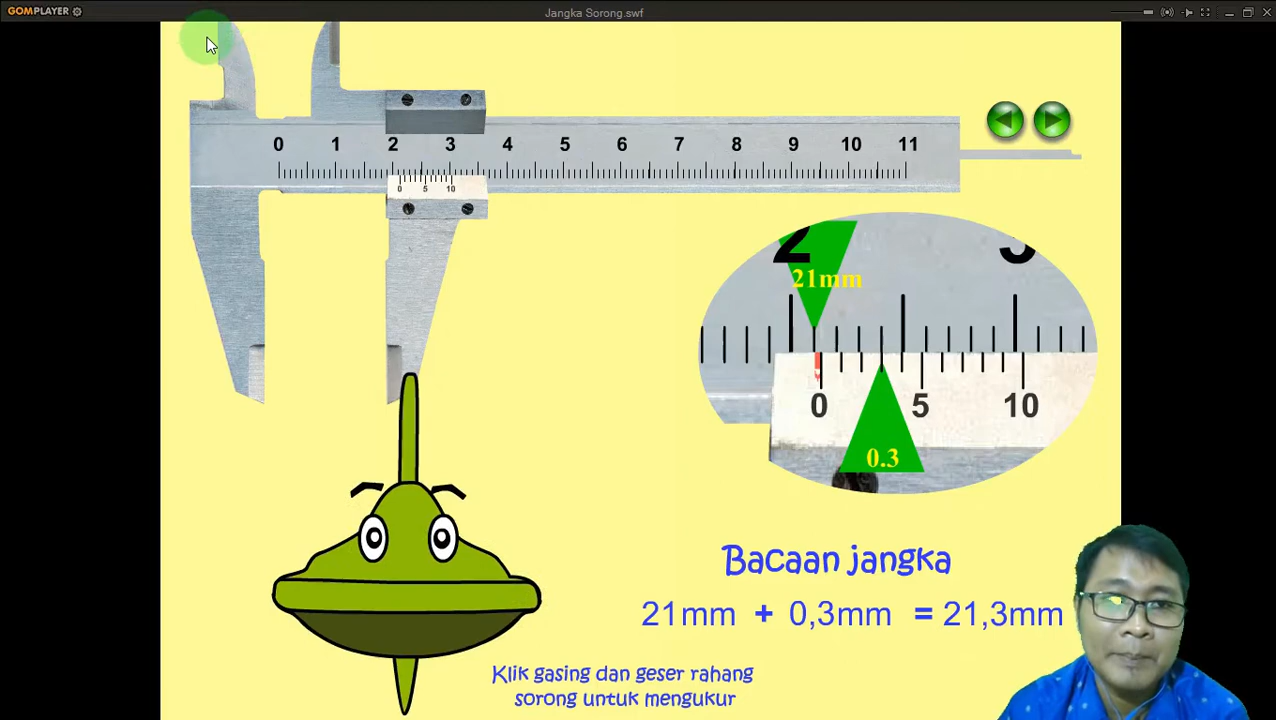 GOMPLAYER
Jangka Sorong.swf
0 1 2 3 4 5 6 7 8 9 10 11
0 5 10
2 3
21mm
0 5 10
0.3
Bacaan jangka
21mm + 0,3mm = 21,3mm
Klik gasing dan geser rahang
sorong untuk mengukur